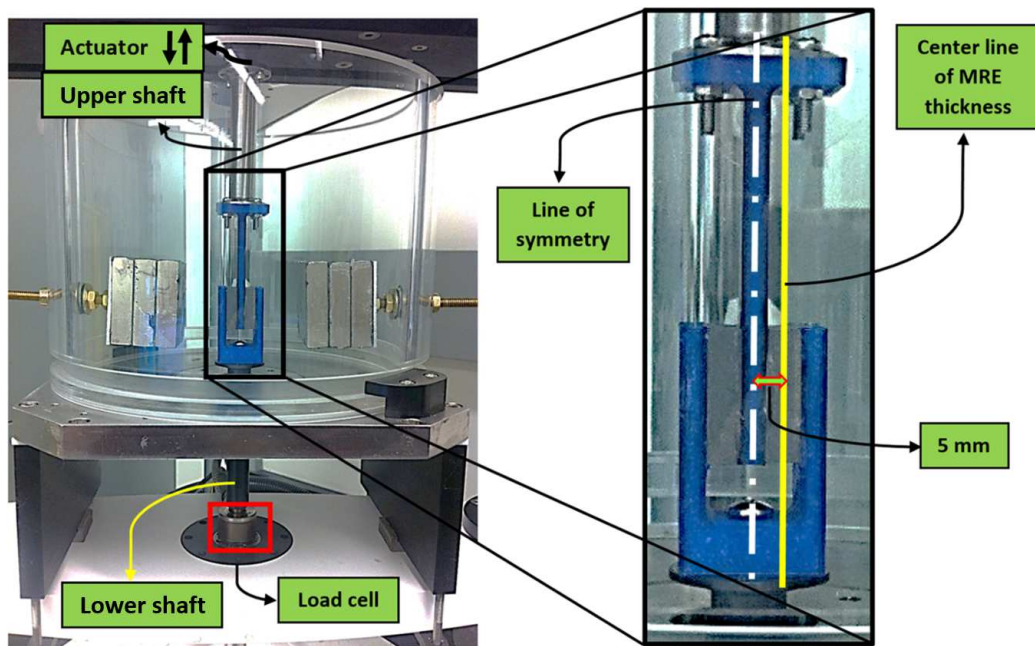 Actuator
Upper shaft
Lower shaft
Load cell
Line of
symmetry
Center line
of MRE
thickness
5 mm